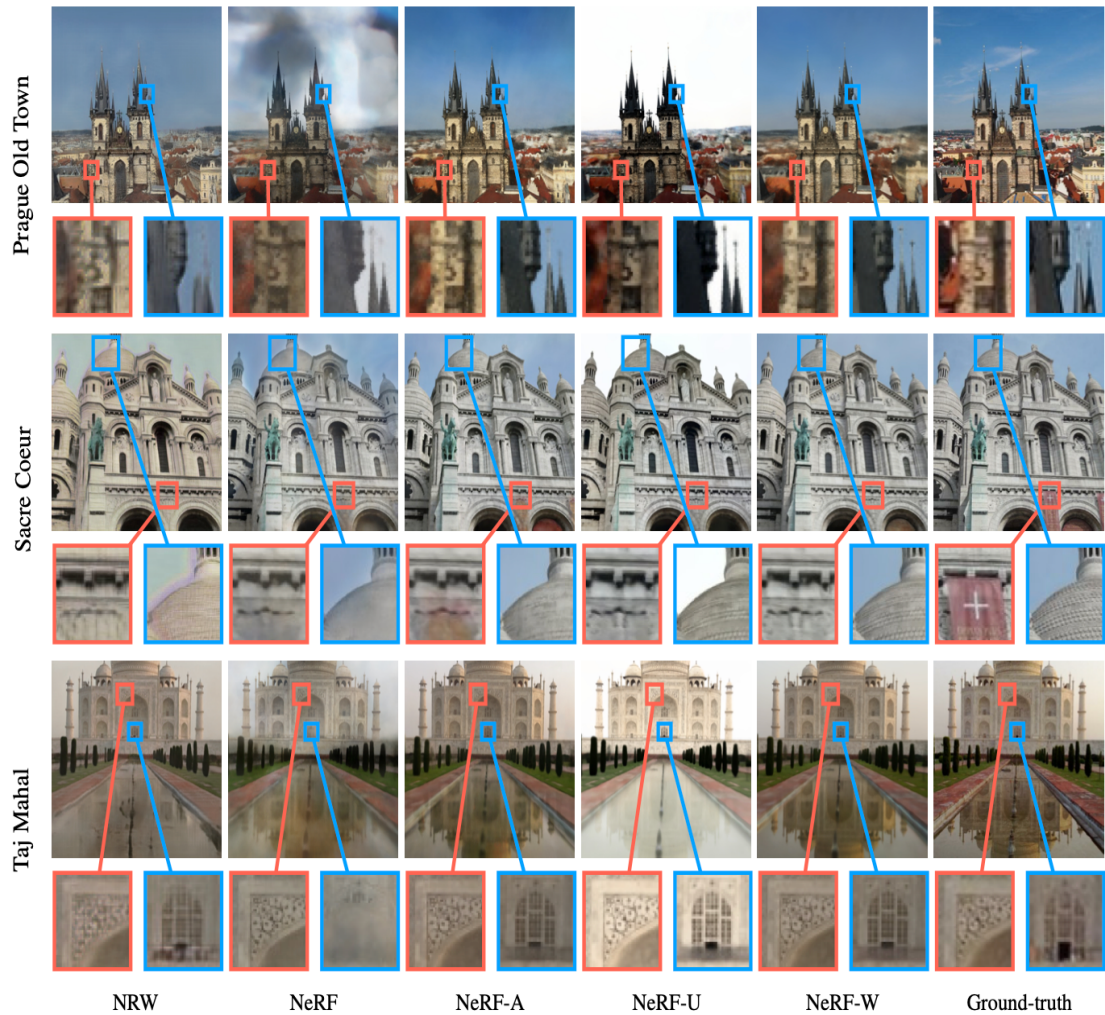 Prague Old Town
Sacre Coeur
Taj Mahal
NRW
NeRF
NeRF-A
NeRF-U
NeRF-W
Ground-truth